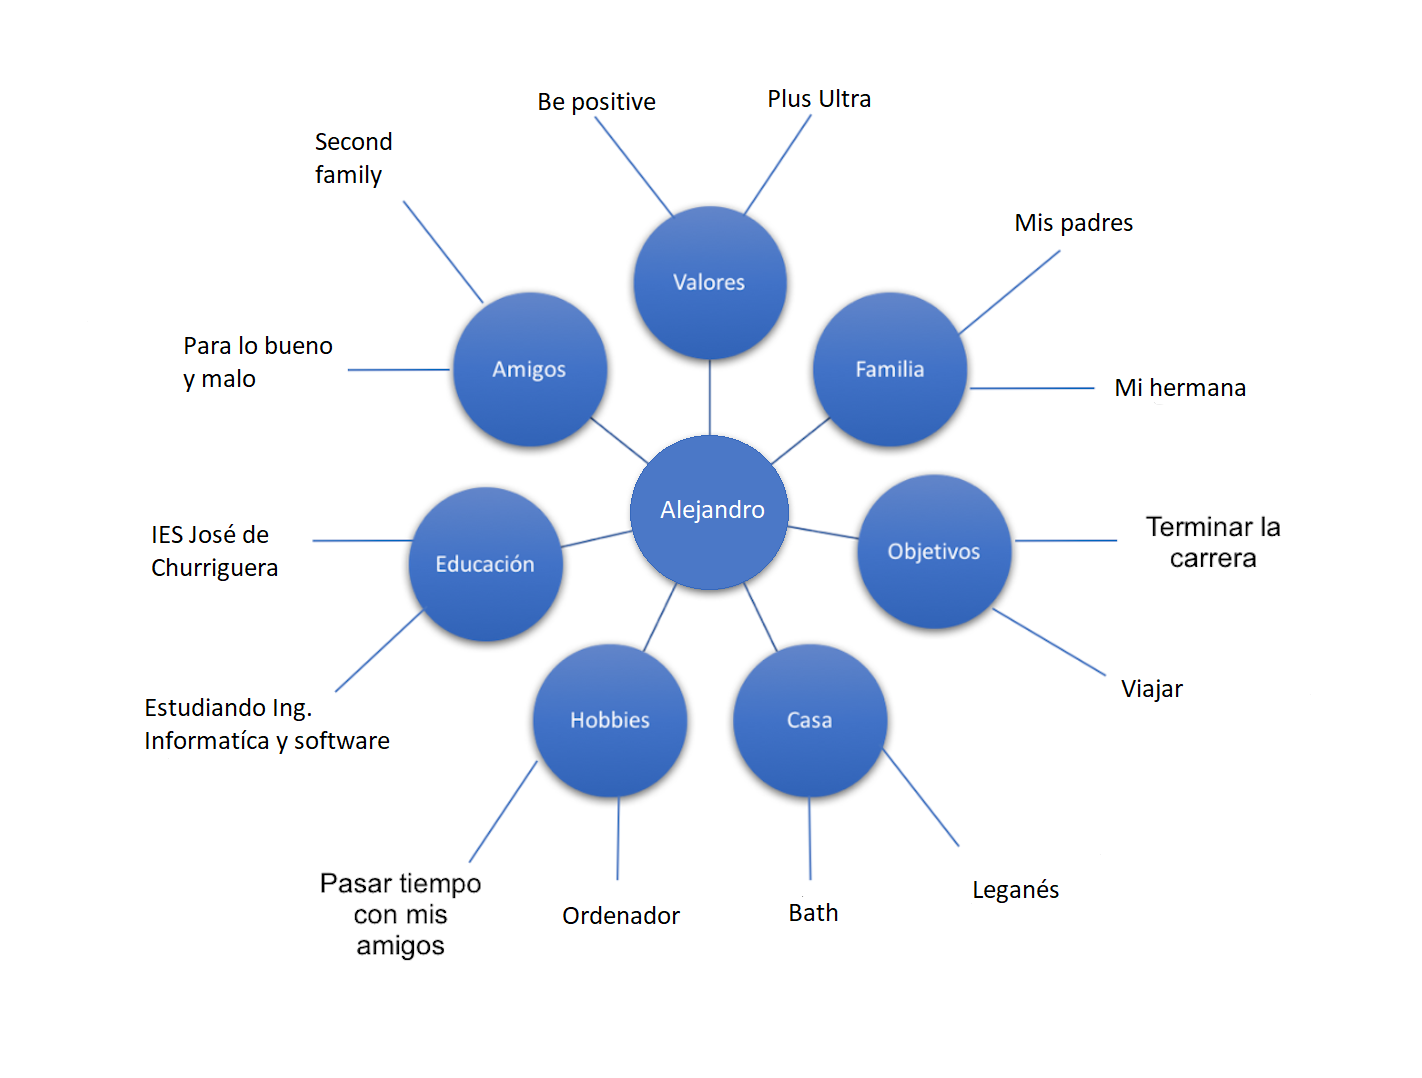 Be positive
Plus Ultra
Second
family
Mis padres
Valores
Para lo bueno
y malo
Amigos
Familia
Mi hermana
Alejandro
IES José de
Churriguera
Educación
Objetivos
Terminar la
carrera
Viajar
Estudiando Ing.
Informatíca y software
Hobbies
Casa
Pasar tiempo
con mis
amigos
Ordenador
Bath
Leganés